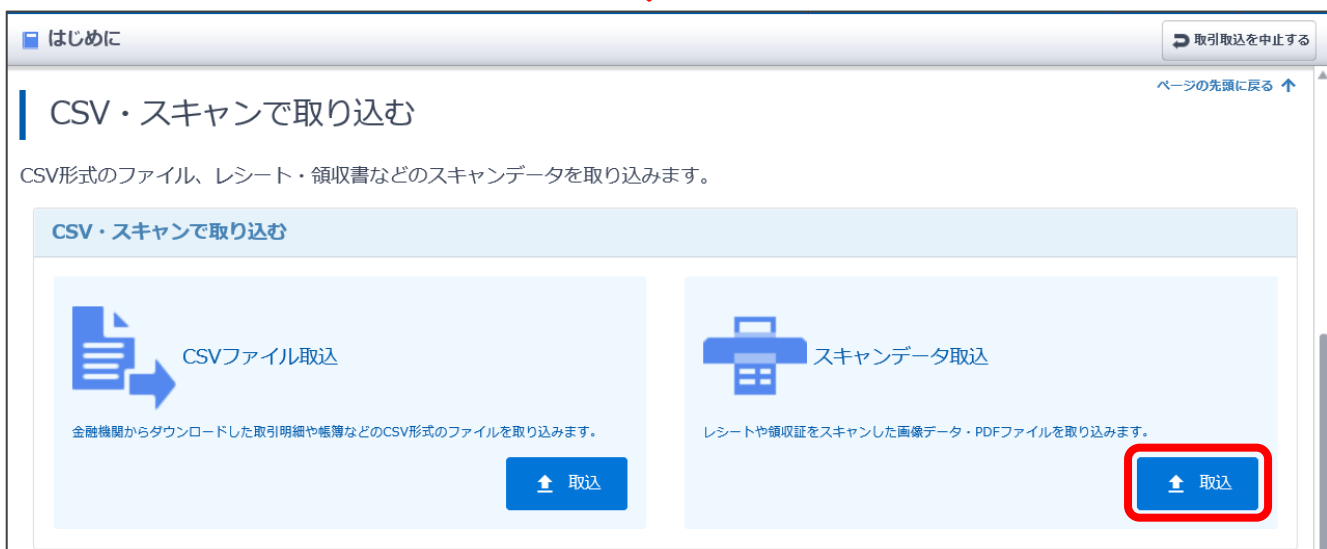 はじめに
取引取込を中止する
ページの先頭に戻る
CSV・スキャンで取り込む
CSV形式のファイル、レシート・領収書などのスキャンデータを取り込みます。
CSV・スキャンで取り込む
CSVファイル取込
金融機関からダウンロードした取引明細や帳簿などのCSV形式のファイルを取り込みます。
取込
スキャンデータ取込
レシートや領収証をスキャンした画像データ・PDFファイルを取り込みます。
取込